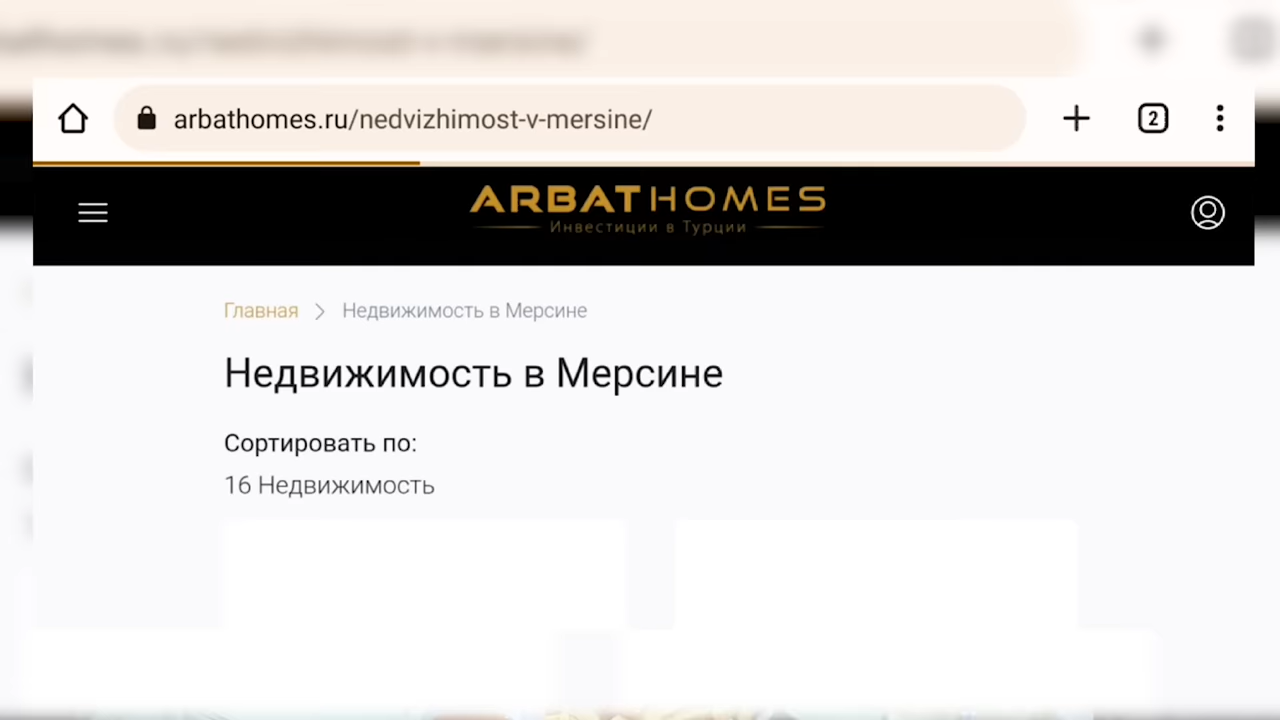 arbathomes.ru/nedvizhimost-v-mersine/
2
ARBATHOMES
Инвестиции в Турции
Главная > Недвижимость в Мерсине
Недвижимость в Мерсине
Сортировать по:
16 Недвижимость